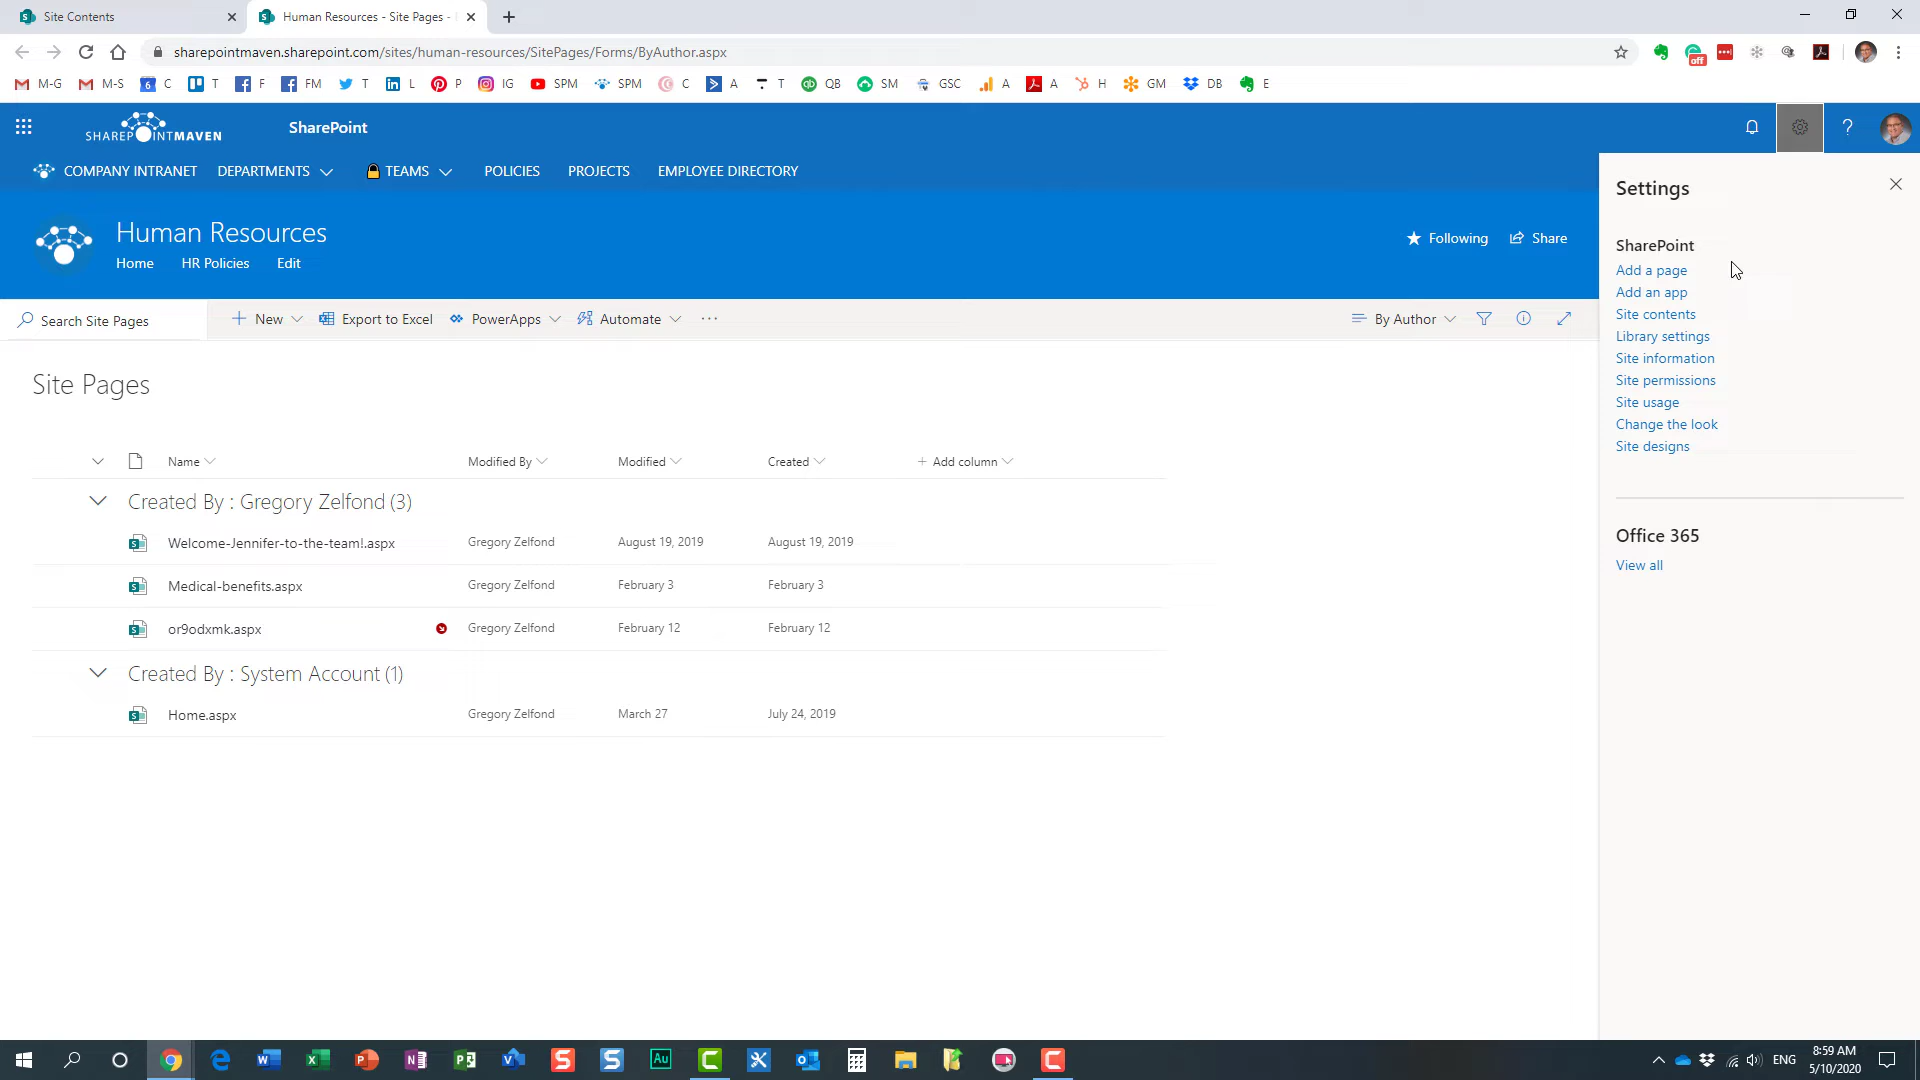 Site Contents
Human Resources - Site Pages -
sharepointmaven.sharepoint.com/sites/human-resources/SitePages/Forms/ByAuthor.aspx
off
M-G M-S C T F FM T L P IG SPM SPM C A T QB SM GSC A A H GM DB E
SHAREPOINTMAVEN
SharePoint
COMPANY INTRANET DEPARTMENTS TEAMS POLICIES PROJECTS EMPLOYEE DIRECTORY
Human Resources
Home HR Policies Edit
Following Share
Search Site Pages
New Export to Excel PowerApps Automate ...
By Author
Site Pages
Name Modified By Modified Created + Add column
Created By : Gregory Zelfond (3)
Welcome-Jennifer-to-the-team!.aspx Gregory Zelfond August 19, 2019 August 19, 2019
Medical-benefits.aspx Gregory Zelfond February 3 February 3
or9odxmk.aspx Gregory Zelfond February 12 February 12
Created By : System Account (1)
Home.aspx Gregory Zelfond March 27 July 24, 2019
Settings
SharePoint
Add a page
Add an app
Site contents
Library settings
Site information
Site permissions
Site usage
Change the look
Site designs
Office 365
View all
ENG
8:59 AM
5/10/2020